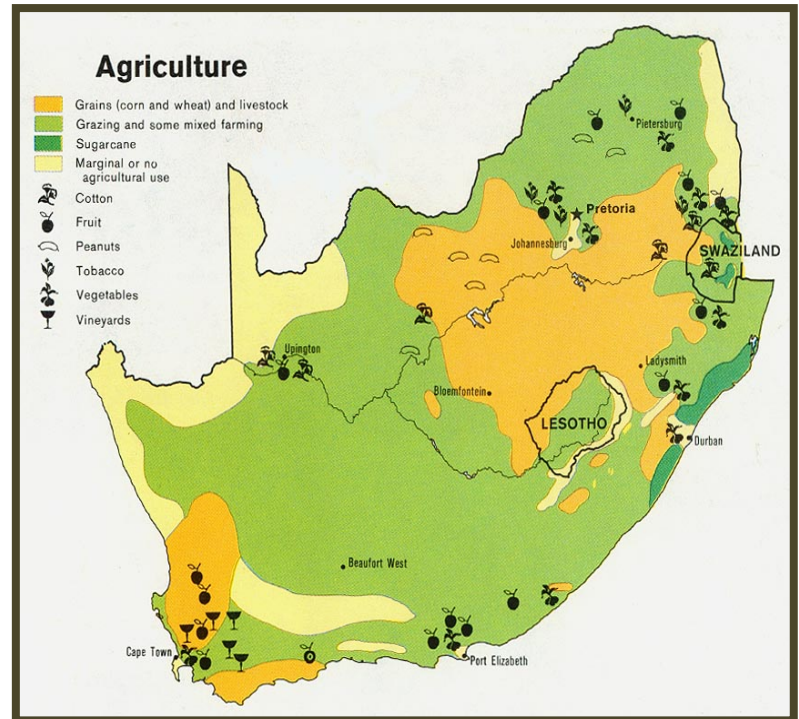 Agriculture
Grains (corn and wheat) and livestock
Grazing and some mixed farming
Sugarcane
Marginal or no
agricultural use
Cotton
Fruit
Peanuts
Tobacco
Vegetables
Vineyards
Pietersburg
Pretoria
Johannesburg
SWAZILAND
Upington
Ladysmith
Bloemfontein
LESOTHO
Durban
Beaufort West
Cape Town
Port Elizabeth